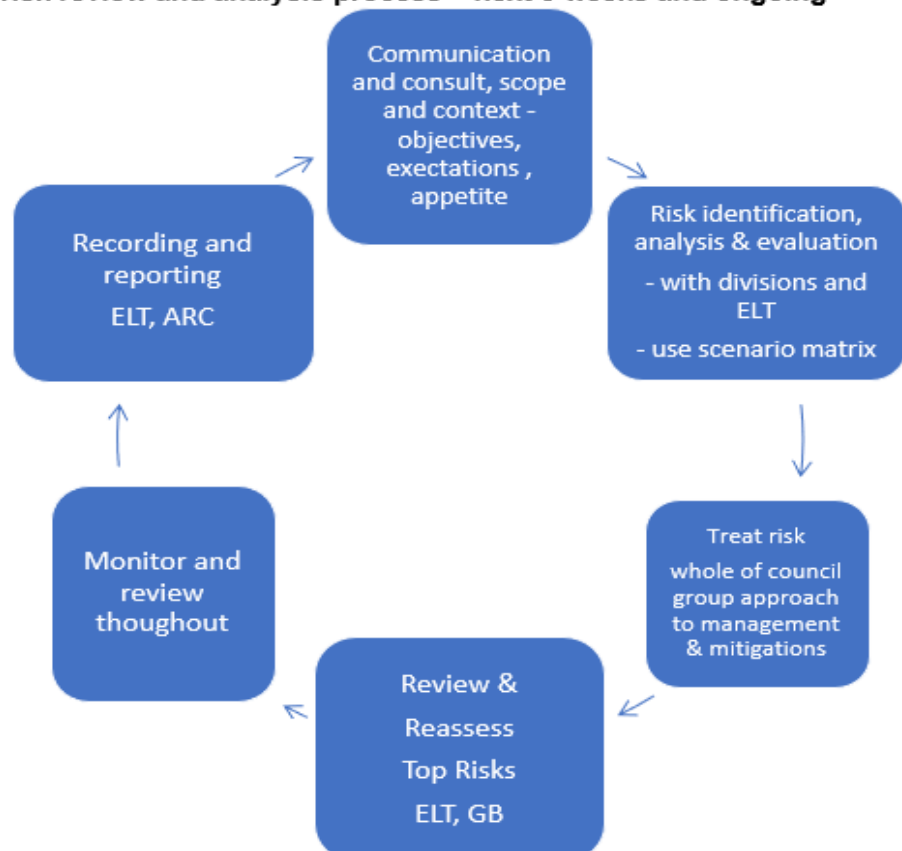 Communication
and consult, scope
and context -
objectives,
exectations ,
appetite
Risk identification,
analysis & evaluation
- with divisions and
ELT
- use scenario matrix
Treat risk
whole of council
group approach
to management
& mitigations
Review &
Reassess
Top Risks
ELT, GB
Monitor and
review
thoughout
Recording and
reporting
ELT, ARC